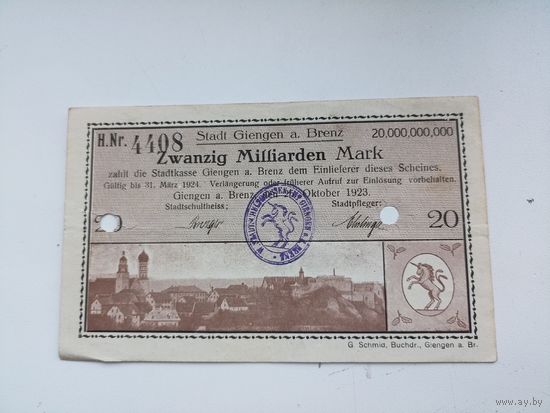 H.Nr. 4408
Stadt Giengen a. Brenz 20,000,000,000
Zwanzig Milliarden Mark
zahlt die Stadtkasse Giengen a. Brenz dem Einlieferer dieses Scheines.
Gültig bis 31. März 1924. Verlängerung oder früherer Aufruf zur Einlösung vorbehalten.
Giengen a. Brenz Oktober 1923.
Stadtschultheiss: Stadtpfleger:
20 20
G. Schmid, Buchdr., Giengen a. Br.
www.ay.by